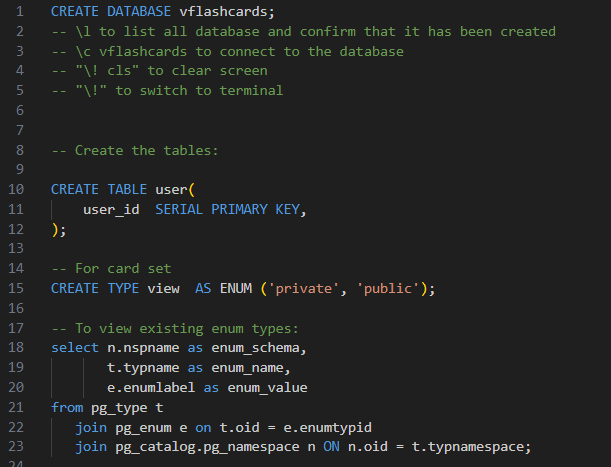 1 CREATE DATABASE vflashcards;
2 -- \l to list all database and confirm that it has been created
3 -- \c vflashcards to connect to the database
4 -- "\! cls" to clear screen
5 -- "\!" to switch to terminal
6
7
8 -- Create the tables:
9
10 CREATE TABLE user(
11 user_id  SERIAL PRIMARY KEY,
12 );
13
14 -- For card set
15 CREATE TYPE view  AS ENUM ('private', 'public');
16
17 -- To view existing enum types:
18 select n.nspname as enum_schema,
19 t.typname as enum_name,
20 e.enumlabel as enum_value
21 from pg_type t
22 join pg_enum e on t.oid = e.enumtypid
23 join pg_catalog.pg_namespace n ON n.oid = t.typnamespace;
24